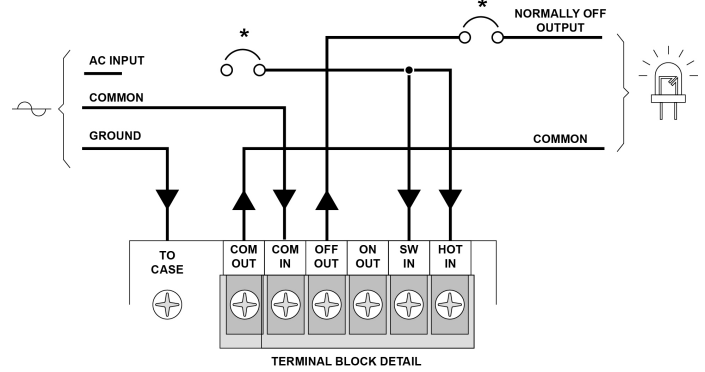 *
NORMALLY OFF
OUTPUT
*
AC INPUT
COMMON
GROUND
COMMON
TO
CASE
COM
OUT
COM
IN
OFF
OUT
ON
OUT
SW
IN
HOT
IN
TERMINAL BLOCK DETAIL